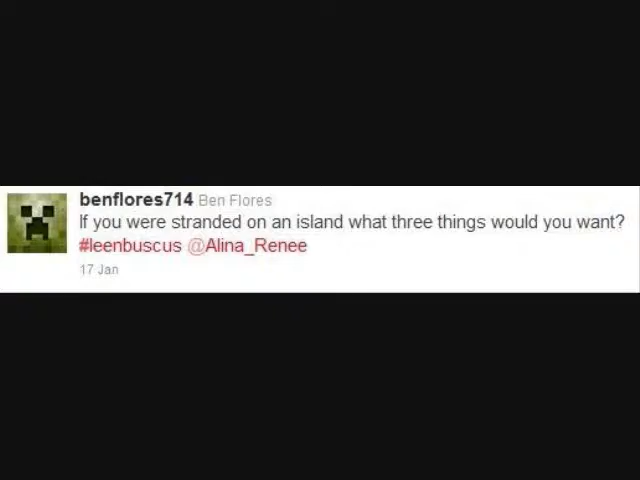 benflores714 Ben Flores
If you were stranded on an island what three things would you want?
#leenbuscus @Alina_Renee
17 Jan